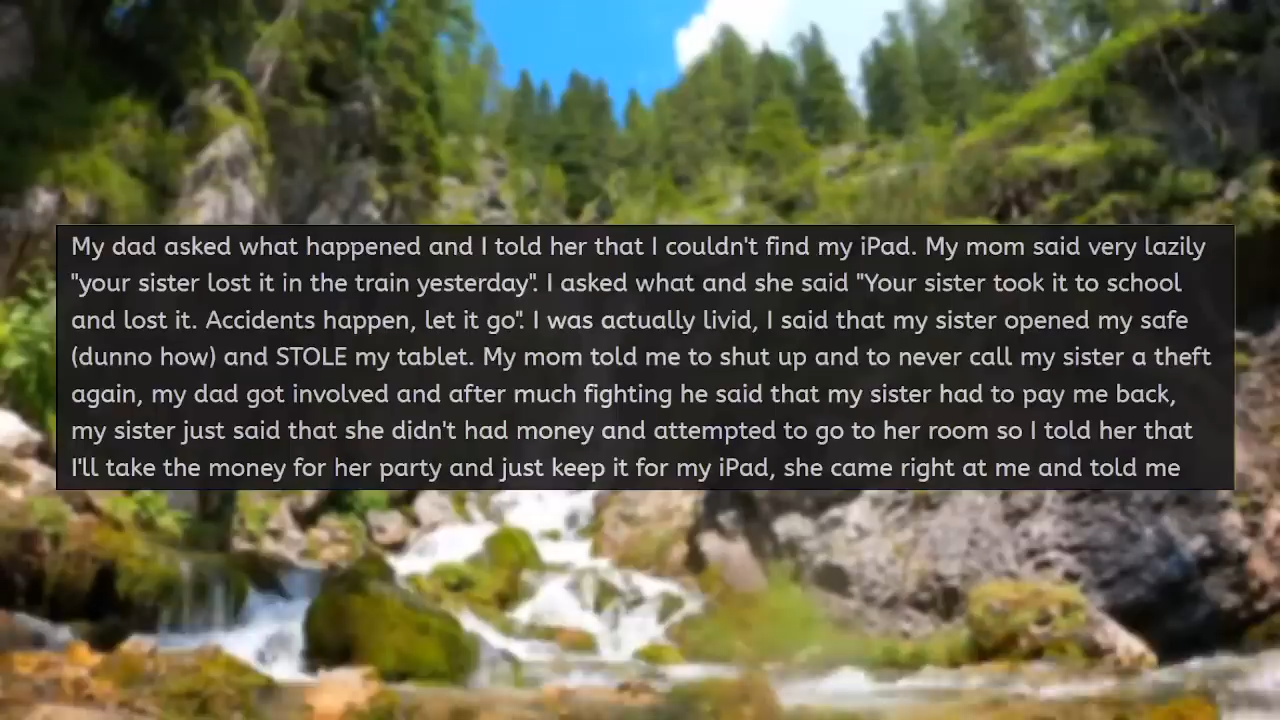 My dad asked what happened and I told her that I couldn't find my iPad. My mom said very lazily
"your sister lost it in the train yesterday". I asked what and she said "Your sister took it to school
and lost it. Accidents happen, let it go". I was actually livid, I said that my sister opened my safe
(dunno how) and STOLE my tablet. My mom told me to shut up and to never call my sister a theft
again, my dad got involved and after much fighting he said that my sister had to pay me back,
my sister just said that she didn't had money and attempted to go to her room so I told her that
I'll take the money for her party and just keep it for my iPad, she came right at me and told me